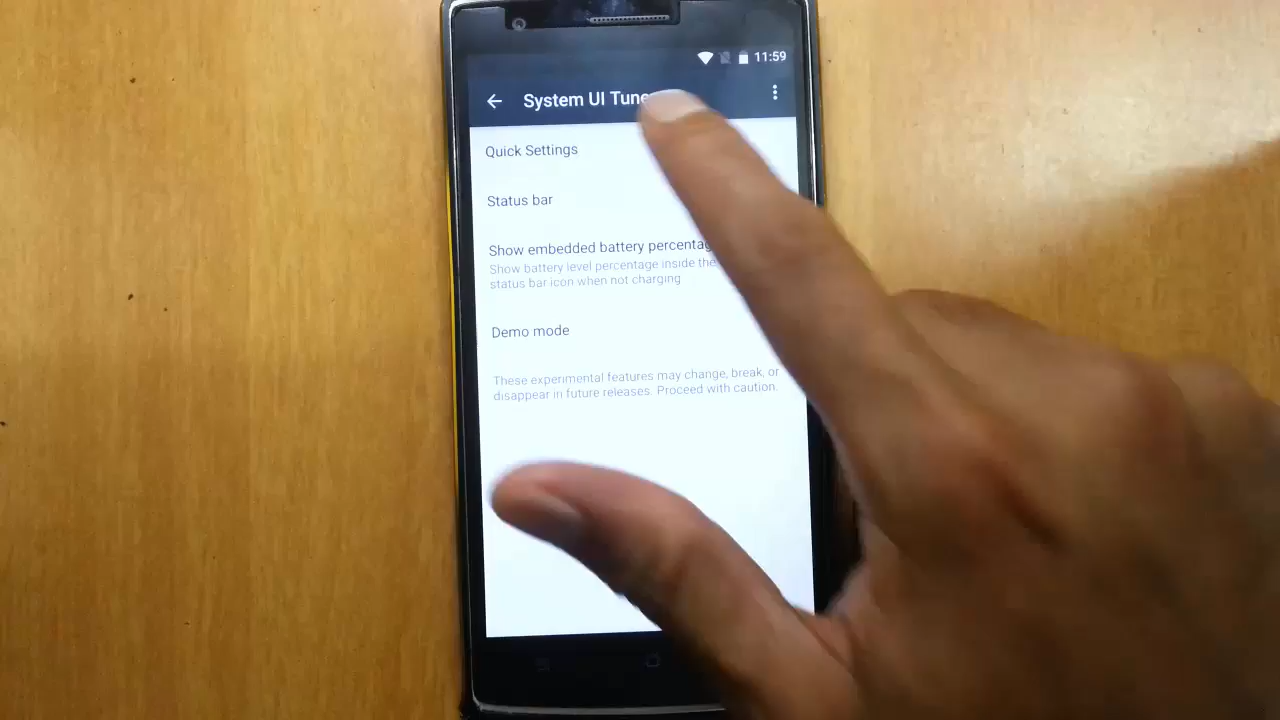 11:59
System UI Tune
Quick Settings
Status bar
Show embedded battery percentag
Show battery level percentage inside the
status bar icon when not charging
Demo mode
These experimental features may change, break, or
disappear in future releases. Proceed with caution.